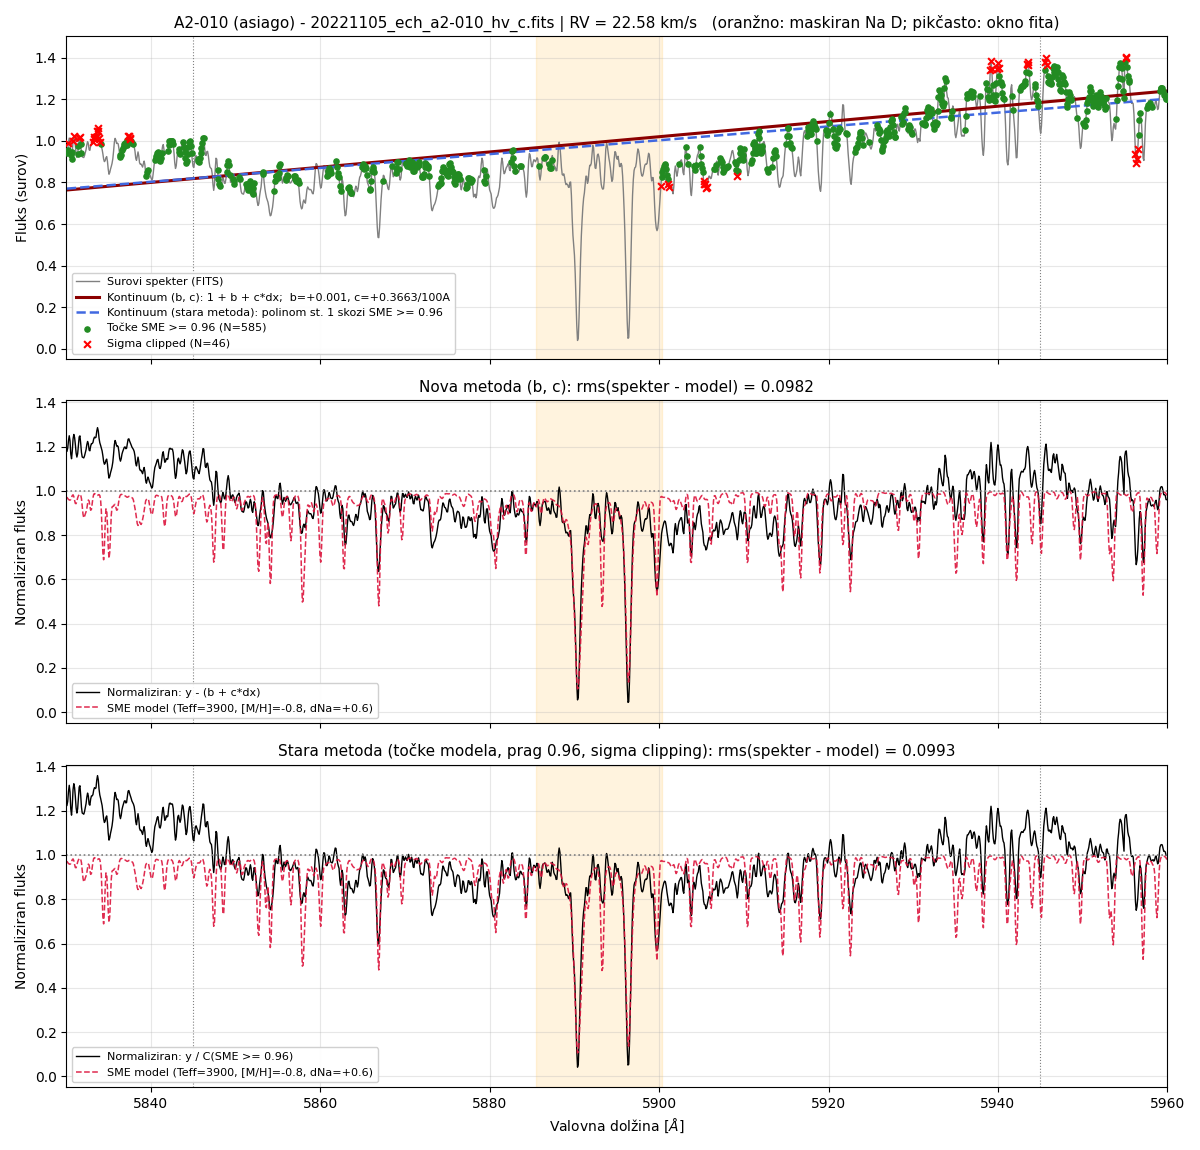 A2-010 (asiago) - 20221105_ech_a2-010_hv_c.fits | RV = 22.58 km/s   (oranžno: maskiran Na D; pikčasto: okno fita)
1.4
1.2
1.0
0.8
0.6
0.4
0.2
0.0
Fluks (surov)
Surovi spekter (FITS)
Kontinuum (b, c): 1 + b + c*dx;  b=+0.001, c=+0.3663/100A
Kontinuum (stara metoda): polinom st. 1 skozi SME >= 0.96
Točke SME >= 0.96 (N=585)
Sigma clipped (N=46)
Nova metoda (b, c): rms(spekter - model) = 0.0982
1.4
1.2
1.0
0.8
0.6
0.4
0.2
0.0
Normaliziran fluks
Normaliziran: y - (b + c*dx)
SME model (Teff=3900, [M/H]=-0.8, dNa=+0.6)
Stara metoda (točke modela, prag 0.96, sigma clipping): rms(spekter - model) = 0.0993
1.4
1.2
1.0
0.8
0.6
0.4
0.2
0.0
Normaliziran fluks
Normaliziran: y / C(SME >= 0.96)
SME model (Teff=3900, [M/H]=-0.8, dNa=+0.6)
5840 5860 5880 5900 5920 5940 5960
Valovna dolžina [Å]